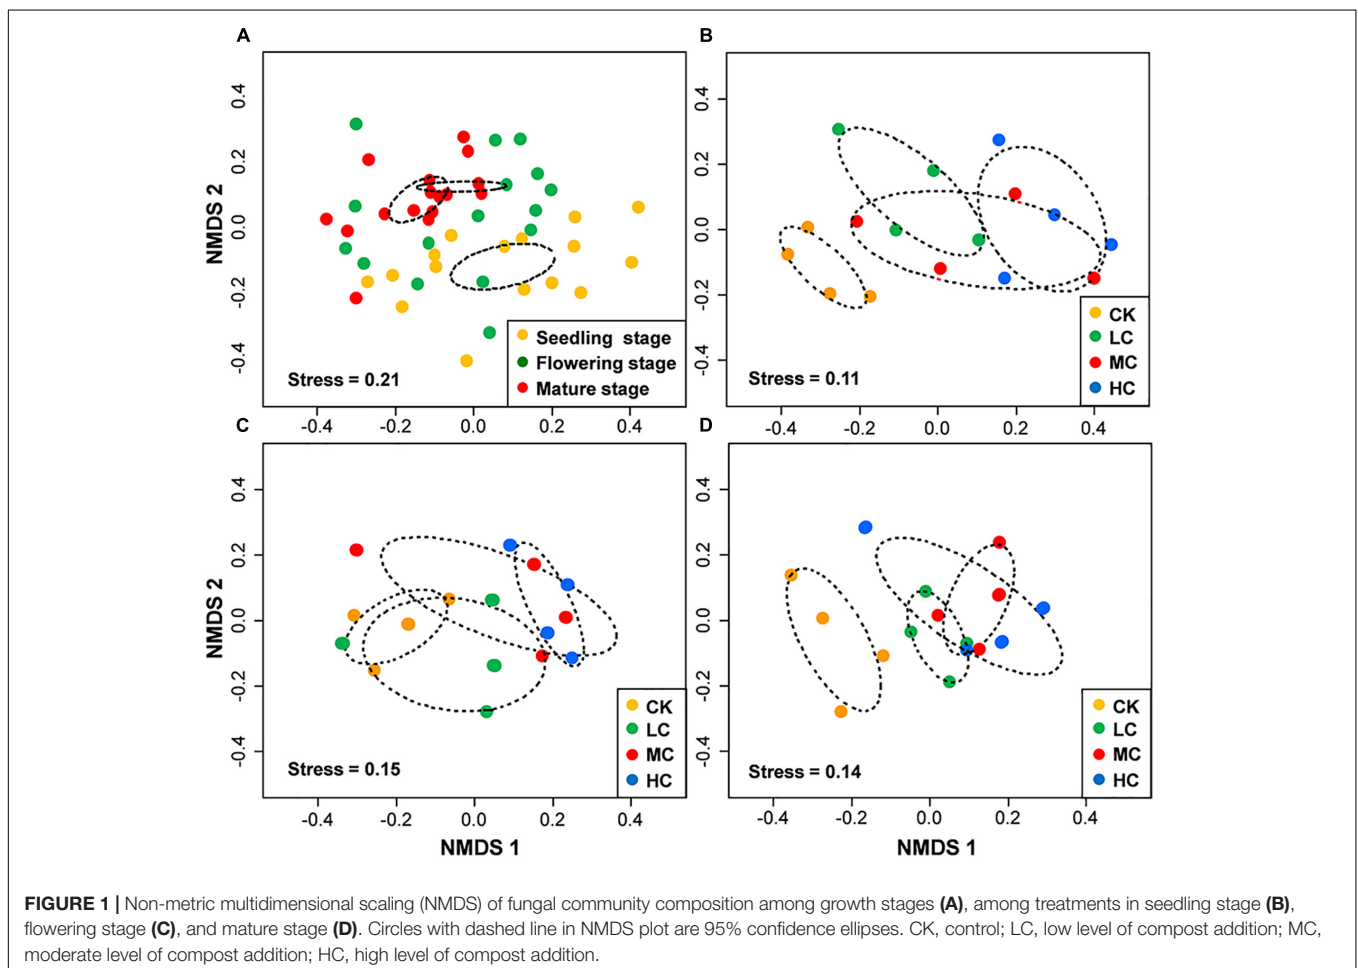 A
NMDS 2
0.4
0.2
0.0
-0.2
-0.4
Stress = 0.21
Seedling stage
Flowering stage
Mature stage
-0.4 -0.2 0.0 0.2 0.4
B
0.4
0.2
0.0
-0.2
-0.4
Stress = 0.11
CK
LC
MC
HC
-0.4 -0.2 0.0 0.2 0.4
C
NMDS 2
0.4
0.2
0.0
-0.2
-0.4
Stress = 0.15
CK
LC
MC
HC
-0.4 -0.2 0.0 0.2 0.4
NMDS 1
D
0.4
0.2
0.0
-0.2
-0.4
Stress = 0.14
CK
LC
MC
HC
-0.4 -0.2 0.0 0.2 0.4
NMDS 1
FIGURE 1 | Non-metric multidimensional scaling (NMDS) of fungal community composition among growth stages (A), among treatments in seedling stage (B),
flowering stage (C), and mature stage (D). Circles with dashed line in NMDS plot are 95% confidence ellipses. CK, control; LC, low level of compost addition; MC,
moderate level of compost addition; HC, high level of compost addition.